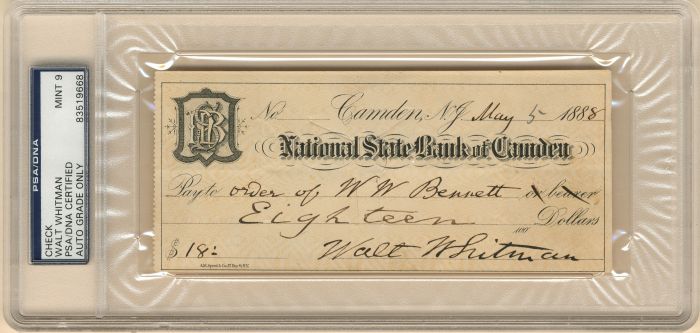 PSA/DNA
MINT 9
83519668
CHECK
WALT WHITMAN
PSA/DNA CERTIFIED
AUTO GRADE ONLY
No Camden, N.J. May 5 1888
National State Bank of Camden
Pay to order of W W Bennett or bearer
Eighteen /100 Dollars
$ 18:
Walt Whitman